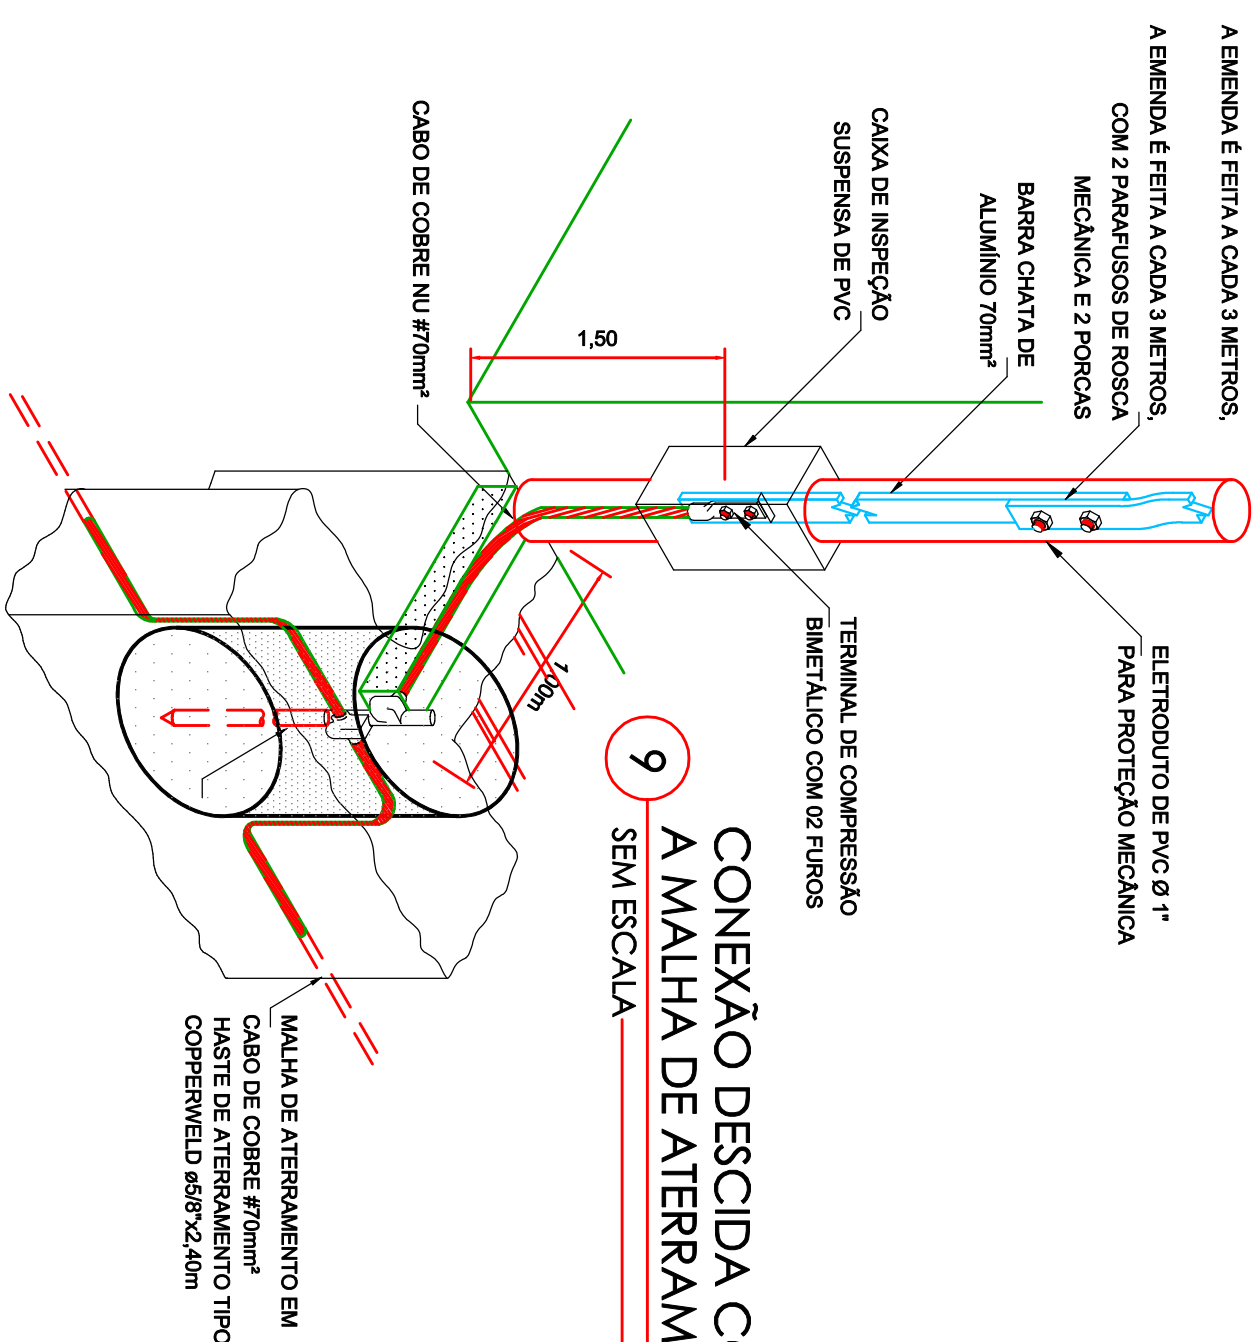 A EMENDA É FEITA A CADA 3 METROS,
A EMENDA É FEITA A CADA 3 METROS,
COM 2 PARAFUSOS DE ROSCA
MECÂNICA E 2 PORCAS
BARRA CHATA DE
ALUMÍNIO 70mm²
CAIXA DE INSPEÇÃO
SUSPENSA DE PVC
CABO DE COBRE NU #70mm²
1,50
1,00m
ELETRODUTO DE PVC Ø 1"
PARA PROTEÇÃO MECÂNICA
TERMINAL DE COMPRESSÃO
BIMETÁLICO COM 02 FUROS
9
CONEXÃO DESCIDA C
A MALHA DE ATERRAM
SEM ESCALA
MALHA DE ATERRAMENTO EM
CABO DE COBRE #70mm²
HASTE DE ATERRAMENTO TIPO
COPPERWELD ø5/8"x2,40m